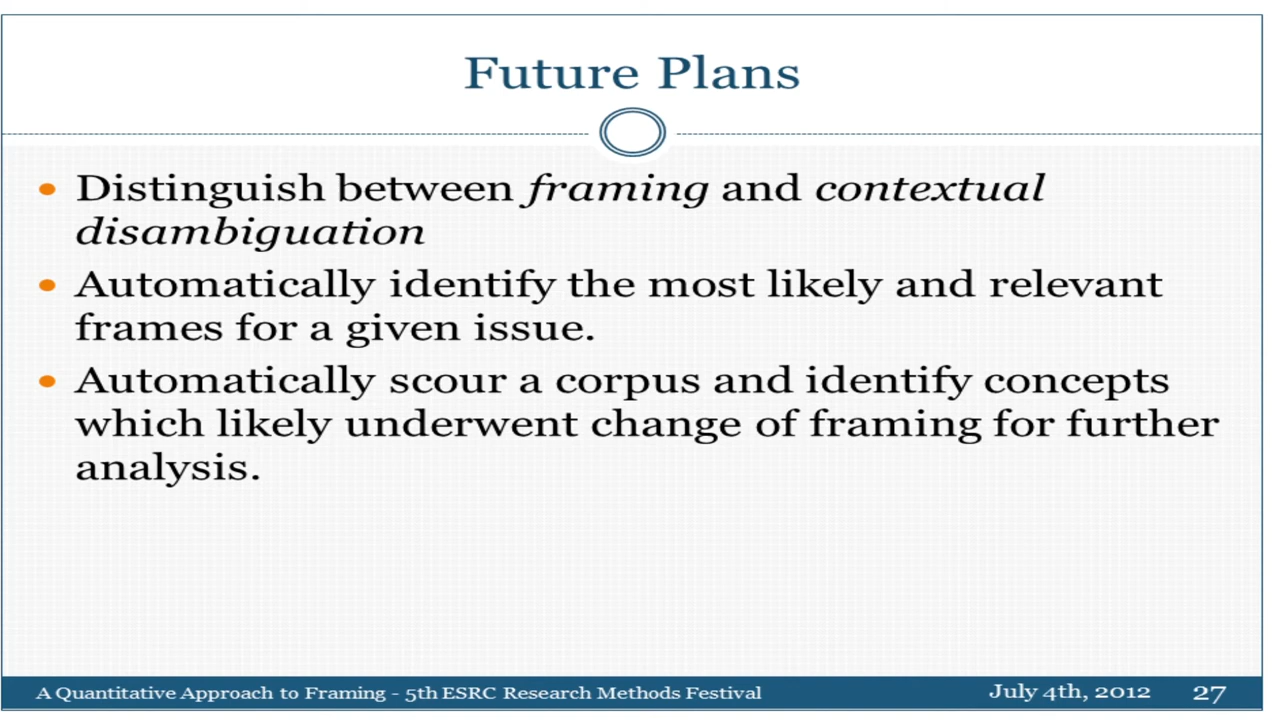 Future Plans
Distinguish between framing and contextual
disambiguation
Automatically identify the most likely and relevant
frames for a given issue.
Automatically scour a corpus and identify concepts
which likely underwent change of framing for further
analysis.
A Quantitative Approach to Framing - 5th ESRC Research Methods Festival
July 4th, 2012
27